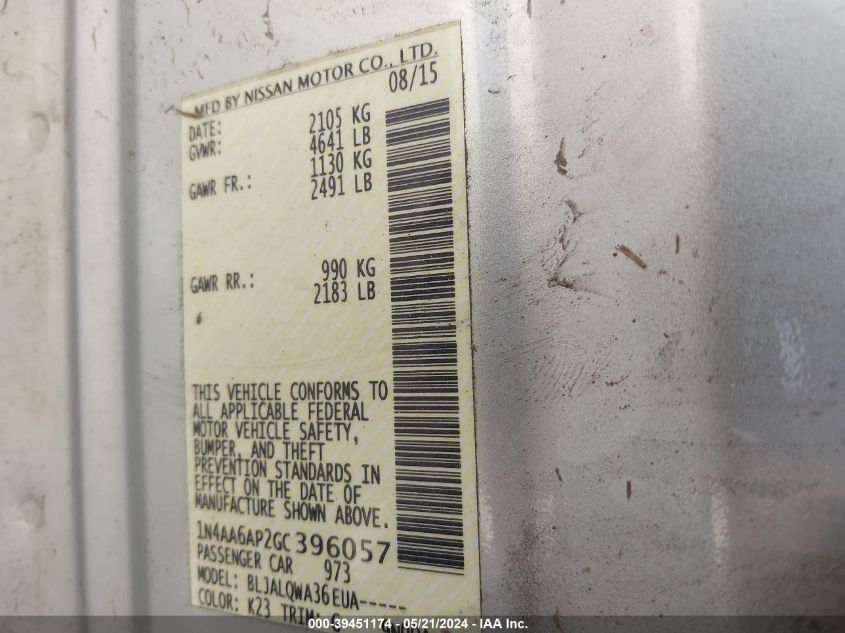 MFD BY NISSAN MOTOR CO., LTD.
DATE: 08/15
GVWR: 2105 KG
4641 LB
GAWR FR.: 1130 KG
2491 LB
GAWR RR.: 990 KG
2183 LB
THIS VEHICLE CONFORMS TO
ALL APPLICABLE FEDERAL
MOTOR VEHICLE SAFETY,
BUMPER, AND THEFT
PREVENTION STANDARDS IN
EFFECT ON THE DATE OF
MANUFACTURE SHOWN ABOVE.
1N4AA6AP2GC396057
PASSENGER CAR 973
MODEL: BLJALQWA36EUA-----
COLOR: K23 TRIM: G
000-39451174 - 05/21/2024 - IAA Inc.